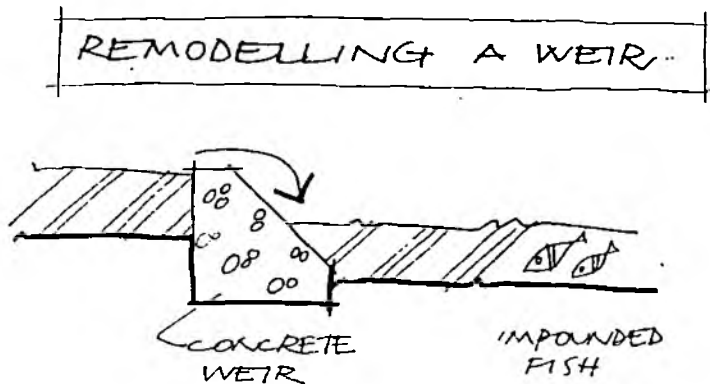 REMODELLING A WEIR
CONCRETE
WEIR
IMPOUNDED
FISH